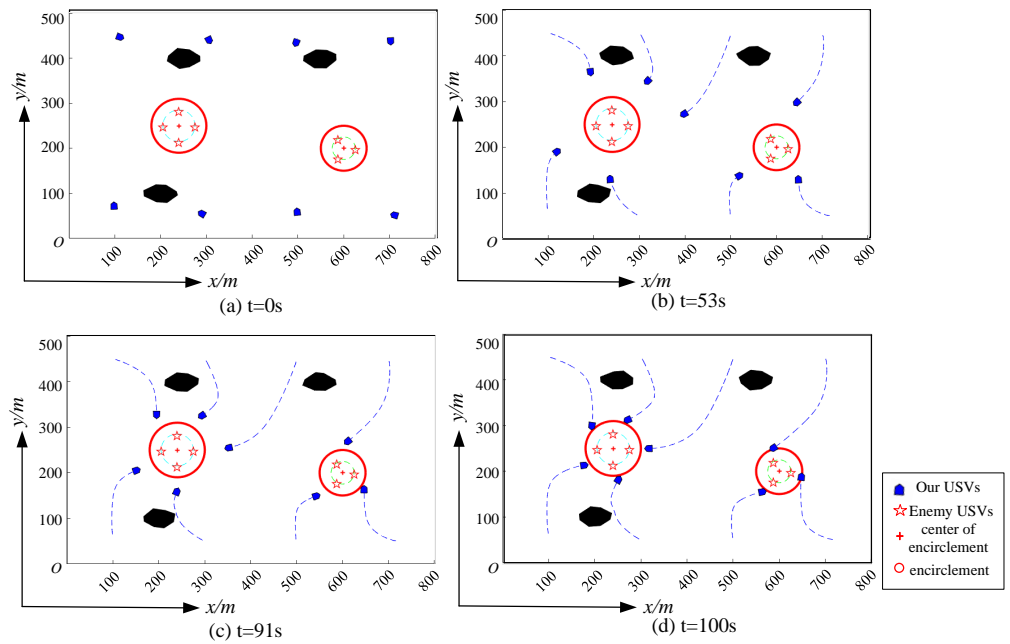 500
400
300
200
100
O
y/m
100
200
300
400
500
600
700
800
x/m
(a) t=0s
500
400
300
200
100
O
y/m
100
200
300
400
500
600
700
800
x/m
(b) t=53s
500
400
300
200
100
O
y/m
100
200
300
400
500
600
700
800
x/m
(c) t=91s
500
400
300
200
100
O
y/m
100
200
300
400
500
600
700
800
x/m
(d) t=100s
Our USVs
Enemy USVs
center of
encirclement
encirclement